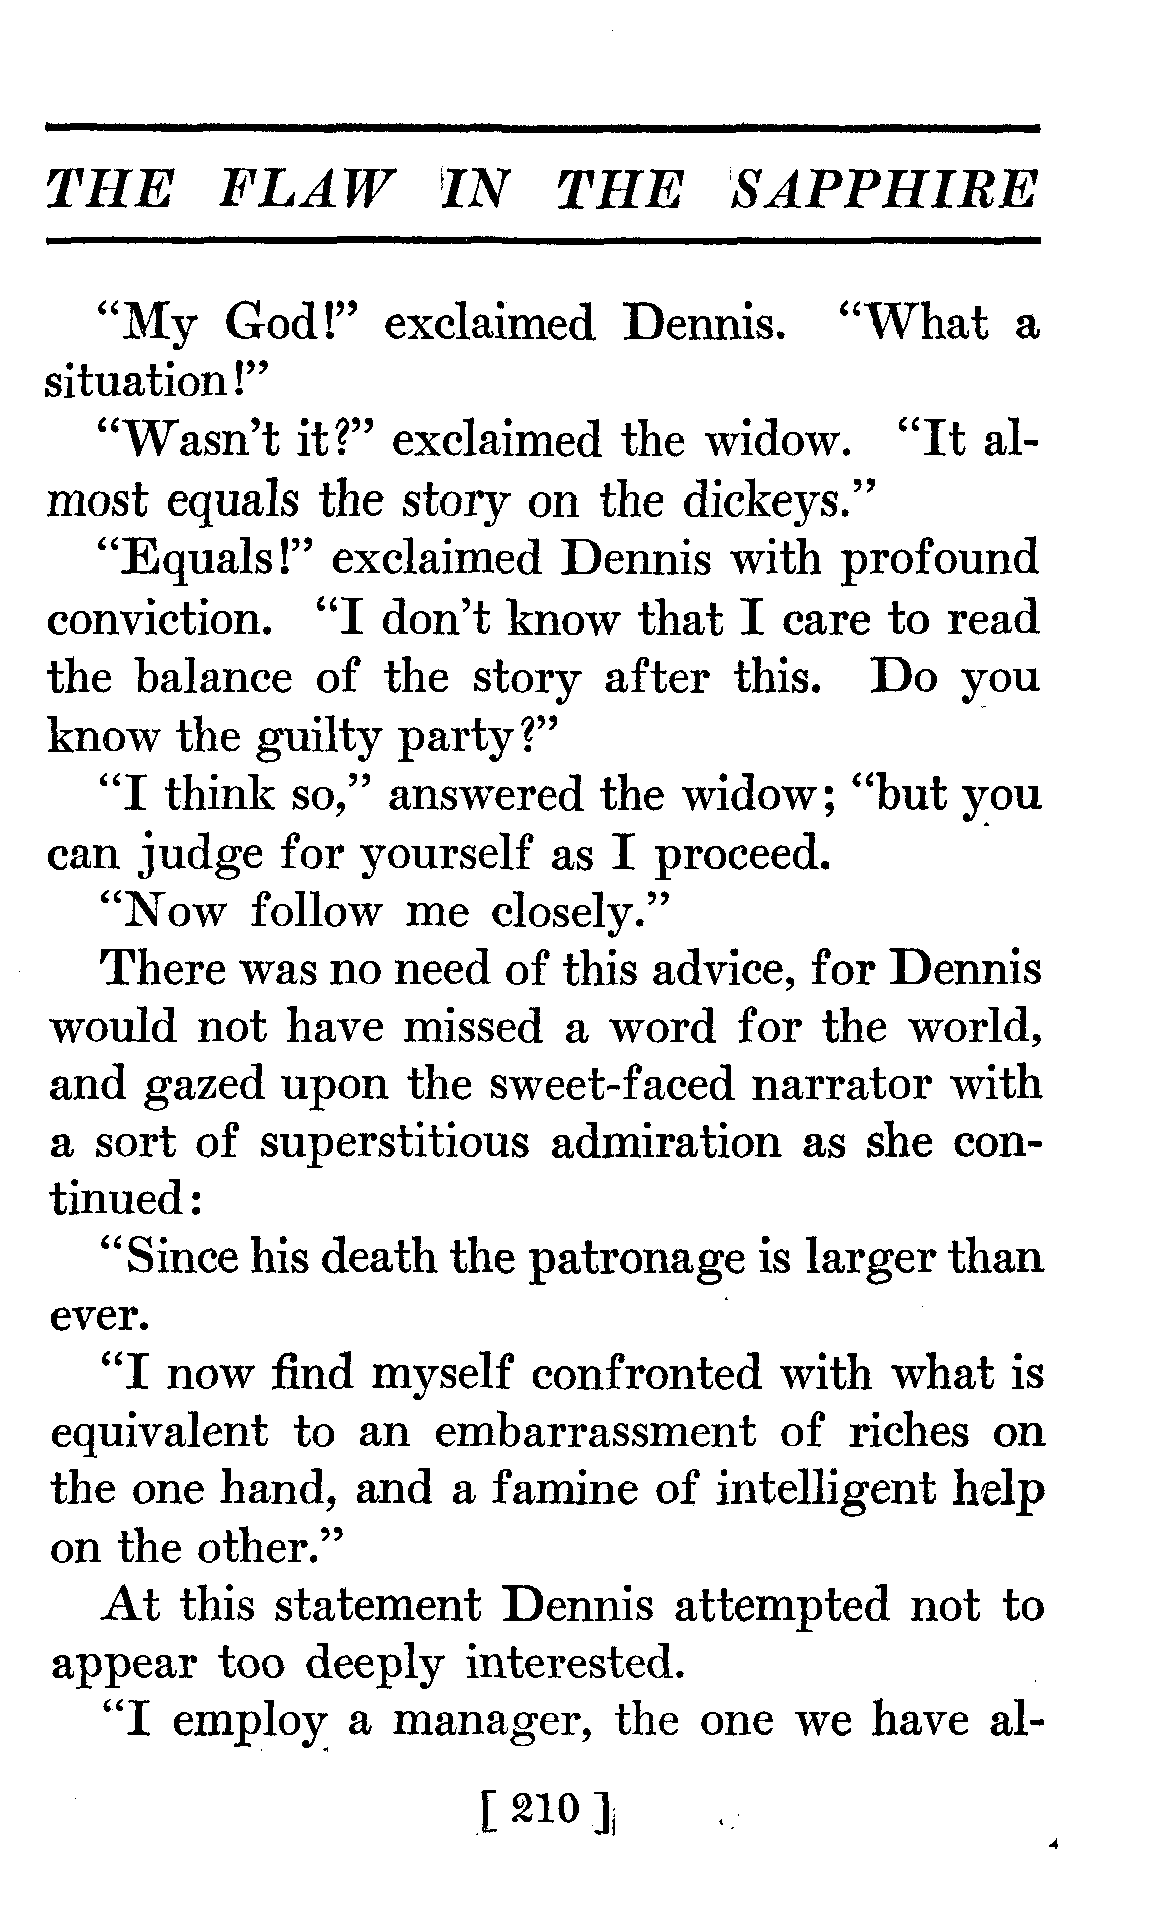 THE FLAW IN THE SAPPHIRE
“My God!” exclaimed Dennis. “What a
situation!”
“Wasn’t it?” exclaimed the widow. “It al-
most equals the story on the dickeys.”
“Equals!” exclaimed Dennis with profound
conviction. “I don’t know that I care to read
the balance of the story after this. Do you
know the guilty party?”
“I think so,” answered the widow; “but you
can judge for yourself as I proceed.
“Now follow me closely.”
There was no need of this advice, for Dennis
would not have missed a word for the world,
and gazed upon the sweet-faced narrator with
a sort of superstitious admiration as she con-
tinued:
“Since his death the patronage is larger than
ever.
“I now find myself confronted with what is
equivalent to an embarrassment of riches on
the one hand, and a famine of intelligent help
on the other.”
At this statement Dennis attempted not to
appear too deeply interested.
“I employ a manager, the one we have al-
[ 210 ]